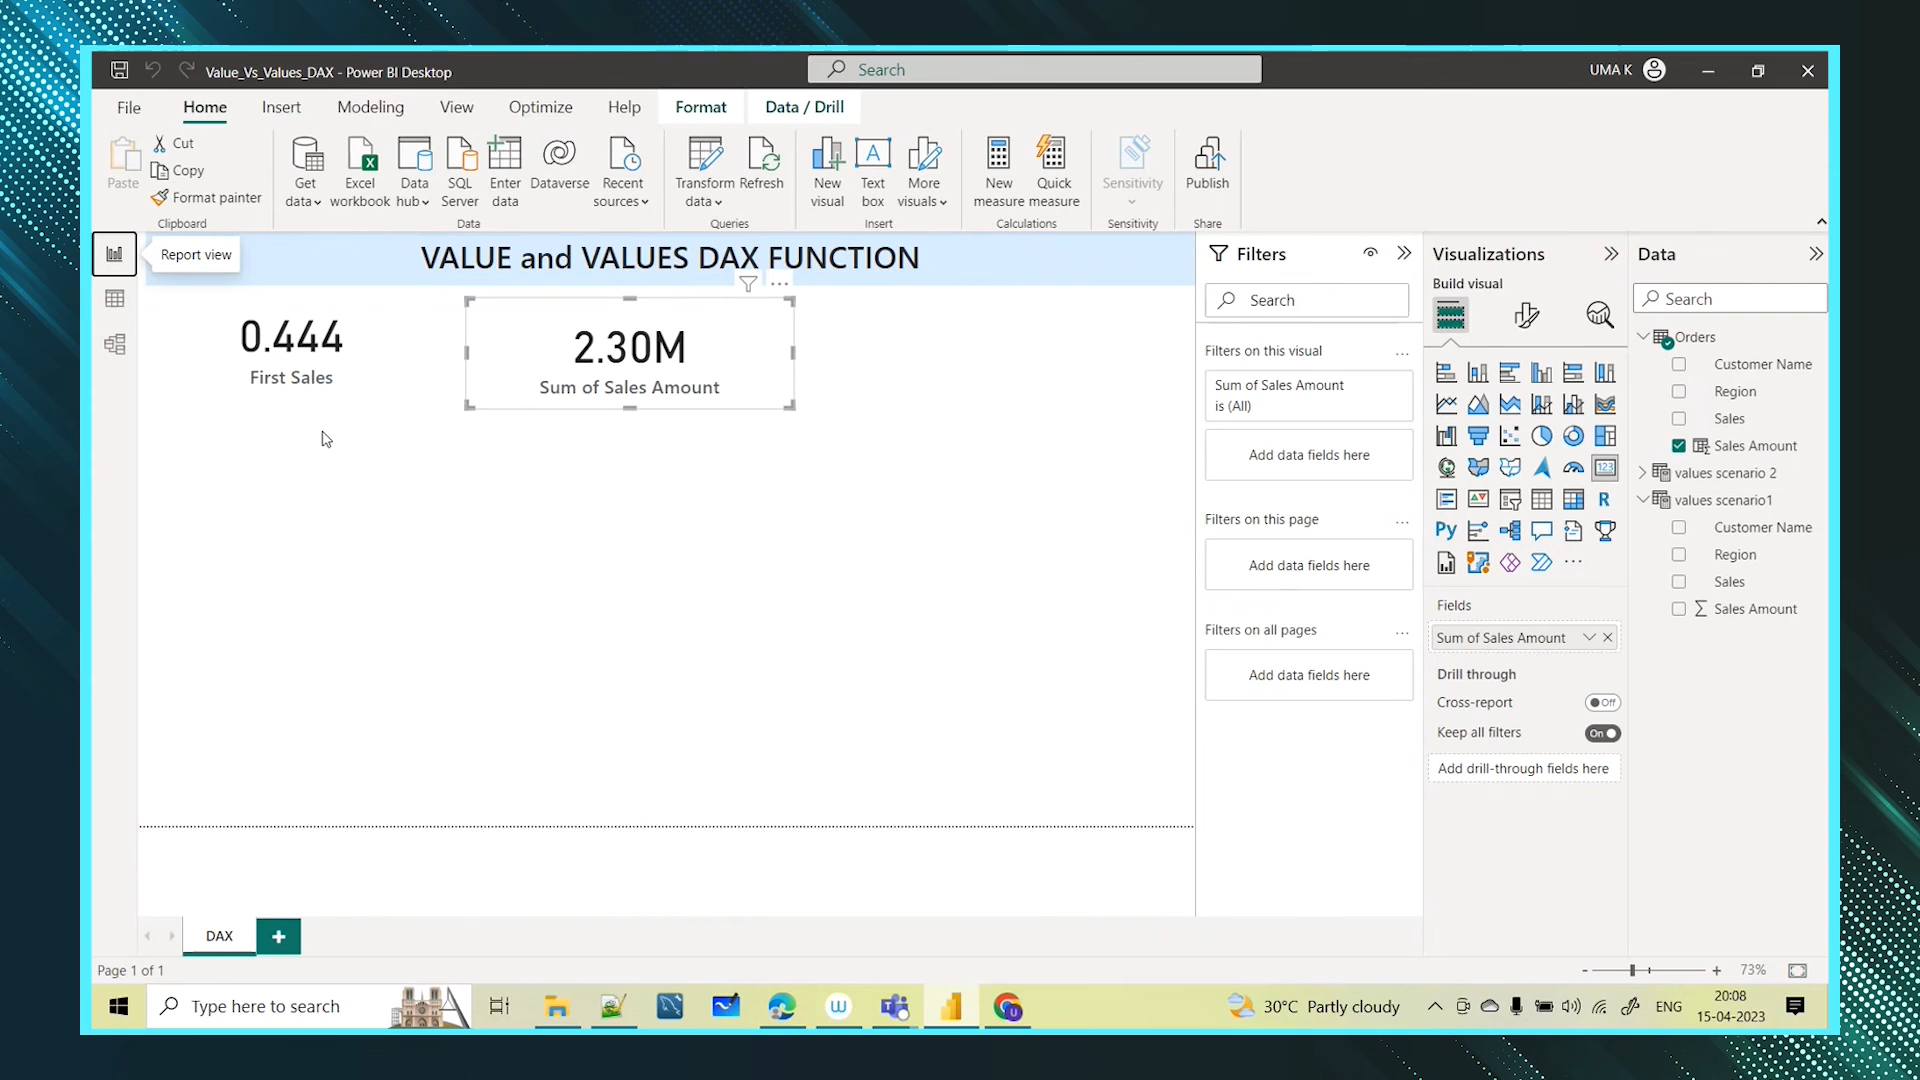 Value_Vs_Values_DAX - Power BI Desktop
Search
UMA K
File
Home
Insert
Modeling
View
Optimize
Help
Format
Data / Drill
Paste
Cut
Copy
Format painter
Clipboard
Get data
Excel workbook
Data hub
SQL Server
Enter data
Dataverse
Recent sources
Data
Transform data
Refresh
Queries
New visual
Text box
More visuals
Insert
New measure
Quick measure
Calculations
Sensitivity
Sensitivity
Publish
Share
Report view
VALUE and VALUES DAX FUNCTION
0.444
First Sales
2.30M
Sum of Sales Amount
Filters
Search
Filters on this visual
Sum of Sales Amount
is (All)
Add data fields here
Filters on this page
Add data fields here
Filters on all pages
Add data fields here
Visualizations
Build visual
123
R
Py
Fields
Sum of Sales Amount
Drill through
Cross-report
Off
Keep all filters
On
Add drill-through fields here
Data
Search
Orders
Customer Name
Region
Sales
Sales Amount
values scenario 2
values scenario1
Customer Name
Region
Sales
Sales Amount
DAX
Page 1 of 1
73%
Type here to search
30°C Partly cloudy
ENG
20:08
15-04-2023